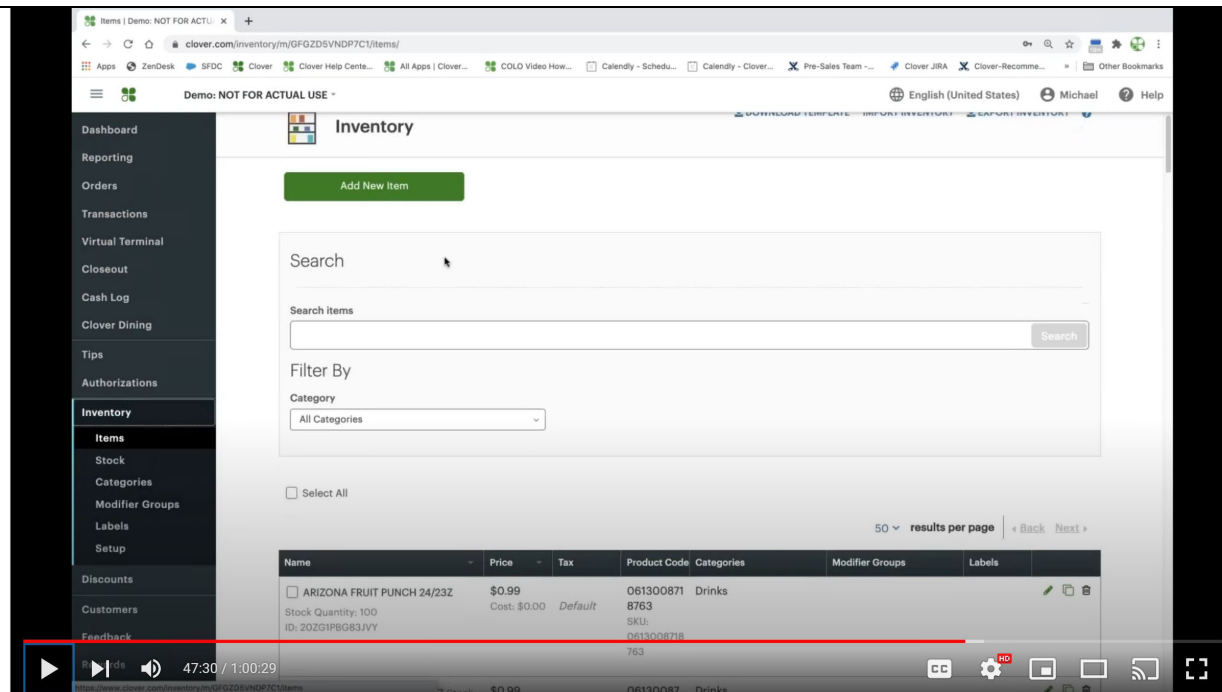 Items | Demo: NOT FOR ACTU
clover.com/inventory/m/GFGZD5VNDP7C1/items/
Apps ZenDesk SFDC Clover Clover Help Cente... All Apps | Clover... COLO Video How... Calendly - Schedu... Calendly - Clover... Pre-Sales Team -... Clover JIRA Clover-Recomme... » Other Bookmarks
Demo: NOT FOR ACTUAL USE English (United States) Michael Help
Inventory DOWNLOAD TEMPLATE IMPORT INVENTORY EXPORT INVENTORY
Dashboard
Reporting
Orders
Transactions
Virtual Terminal
Closeout
Cash Log
Clover Dining
Tips
Authorizations
Inventory
Items
Stock
Categories
Modifier Groups
Labels
Setup
Discounts
Customers
Feedback
Add New Item
Search
Search items
Search
Filter By
Category
All Categories
Select All
50 results per page « Back Next »
Name Price Tax Product Code Categories Modifier Groups Labels
ARIZONA FRUIT PUNCH 24/23Z $0.99 061300871 Drinks
Cost: $0.00 Default 8763
Stock Quantity: 100 SKU:
ID: 20ZG1PBG83JVY 0613008718
763
47:30 / 1:00:29 CC HD
https://www.clover.com/inventory/m/GFGZD5VNDP7C1/items
$0.99 06130087 Drinks